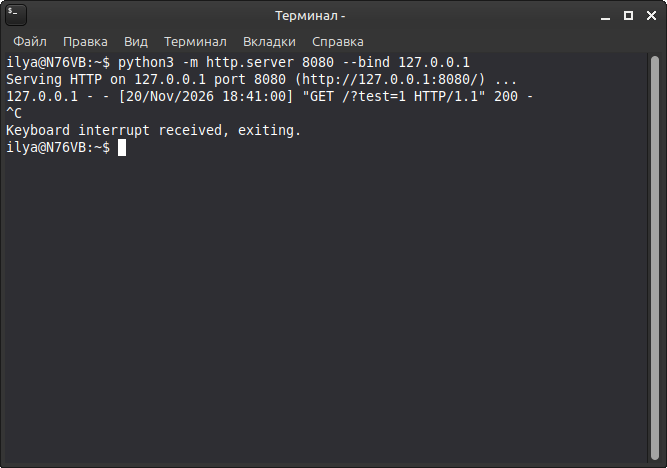 $_
Терминал -
Файл Правка Вид Терминал Вкладки Справка
ilya@N76VB:~$ python3 -m http.server 8080 --bind 127.0.0.1
Serving HTTP on 127.0.0.1 port 8080 (http://127.0.0.1:8080/) ...
127.0.0.1 - - [20/Nov/2026 18:41:00] "GET /?test=1 HTTP/1.1" 200 -
^C
Keyboard interrupt received, exiting.
ilya@N76VB:~$